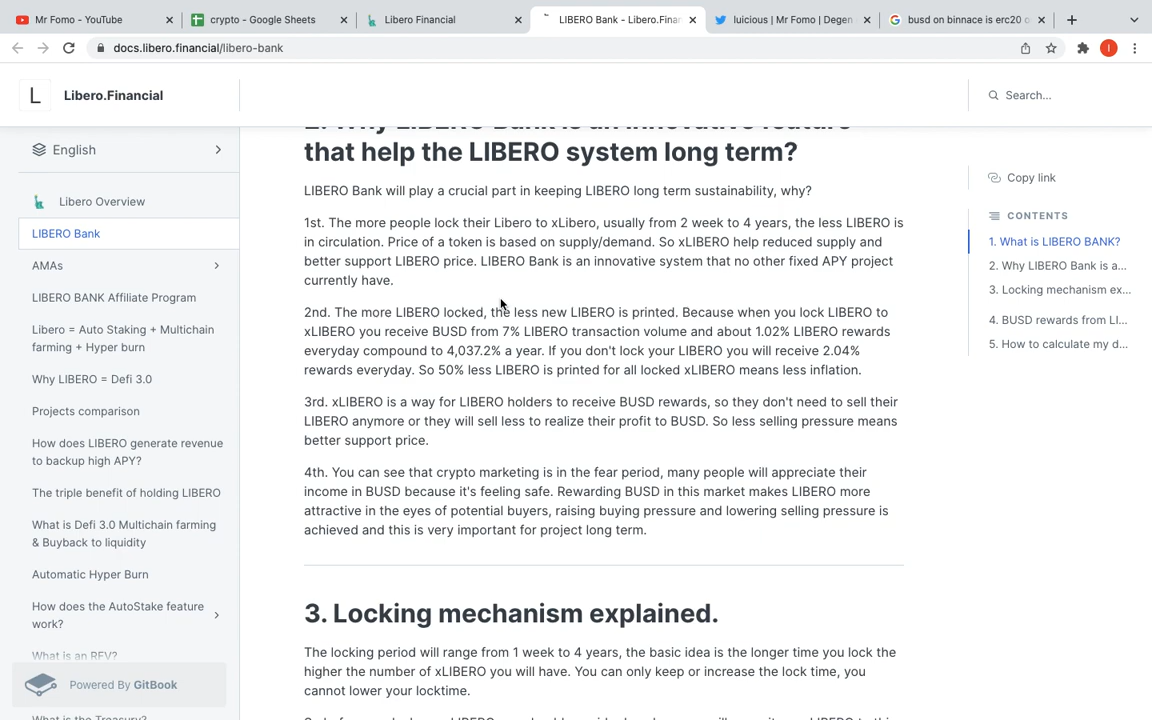 Mr Fomo - YouTube
crypto - Google Sheets
Libero Financial
LIBERO Bank - Libero.Finan
luicious | Mr Fomo | Degen
busd on binnace is erc20 o
docs.libero.financial/libero-bank
I
L
Libero.Financial
Search...
English
Libero Overview
LIBERO Bank
AMAs
LIBERO BANK Affiliate Program
Libero = Auto Staking + Multichain
farming + Hyper burn
Why LIBERO = Defi 3.0
Projects comparison
How does LIBERO generate revenue
to backup high APY?
The triple benefit of holding LIBERO
What is Defi 3.0 Multichain farming
& Buyback to liquidity
Automatic Hyper Burn
How does the AutoStake feature
work?
What is an RFV?
Powered By GitBook
What is the Treasury?
2. Why LIBERO Bank is an innovative feature
that help the LIBERO system long term?
LIBERO Bank will play a crucial part in keeping LIBERO long term sustainability, why?
1st. The more people lock their Libero to xLibero, usually from 2 week to 4 years, the less LIBERO is
in circulation. Price of a token is based on supply/demand. So xLIBERO help reduced supply and
better support LIBERO price. LIBERO Bank is an innovative system that no other fixed APY project
currently have.
2nd. The more LIBERO locked, the less new LIBERO is printed. Because when you lock LIBERO to
xLIBERO you receive BUSD from 7% LIBERO transaction volume and about 1.02% LIBERO rewards
everyday compound to 4,037.2% a year. If you don't lock your LIBERO you will receive 2.04%
rewards everyday. So 50% less LIBERO is printed for all locked xLIBERO means less inflation.
3rd. xLIBERO is a way for LIBERO holders to receive BUSD rewards, so they don't need to sell their
LIBERO anymore or they will sell less to realize their profit to BUSD. So less selling pressure means
better support price.
4th. You can see that crypto marketing is in the fear period, many people will appreciate their
income in BUSD because it's feeling safe. Rewarding BUSD in this market makes LIBERO more
attractive in the eyes of potential buyers, raising buying pressure and lowering selling pressure is
achieved and this is very important for project long term.
3. Locking mechanism explained.
The locking period will range from 1 week to 4 years, the basic idea is the longer time you lock the
higher the number of xLIBERO you will have. You can only keep or increase the lock time, you
cannot lower your locktime.
Copy link
CONTENTS
1. What is LIBERO BANK?
2. Why LIBERO Bank is a...
3. Locking mechanism ex...
4. BUSD rewards from LI...
5. How to calculate my d...